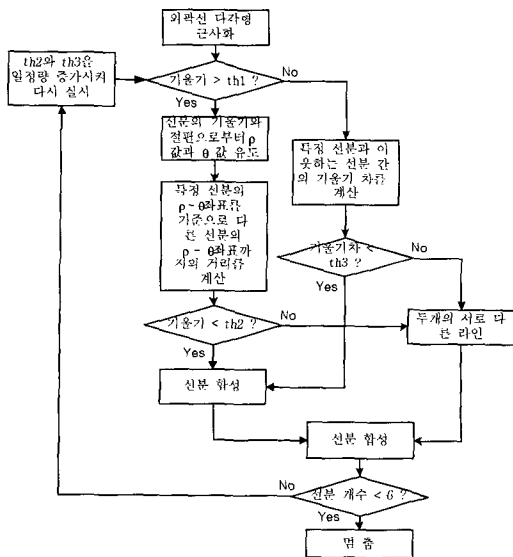 외곽선 다각형
근사화
th2와 th3은
일정량 증가시켜
다시 실시
기울기 > th1 ?
No
Yes
선분의 기울기와
절편으로부터 ρ
값과 θ 값 유도
특정 선분과 이
웃하는 선분 간
의 기울기 차를
계산
특정 선분의
ρ - θ좌표를
기준으로 다
른 선분의
ρ - θ좌표까
지의 거리를
계산
기울기차 <
th3 ?
No
Yes
기울기 < th2 ?
No
Yes
두개의 서로 다
른 라인
선분 합성
선분 합성
선분 개수 < 6 ?
No
Yes
멈 춤